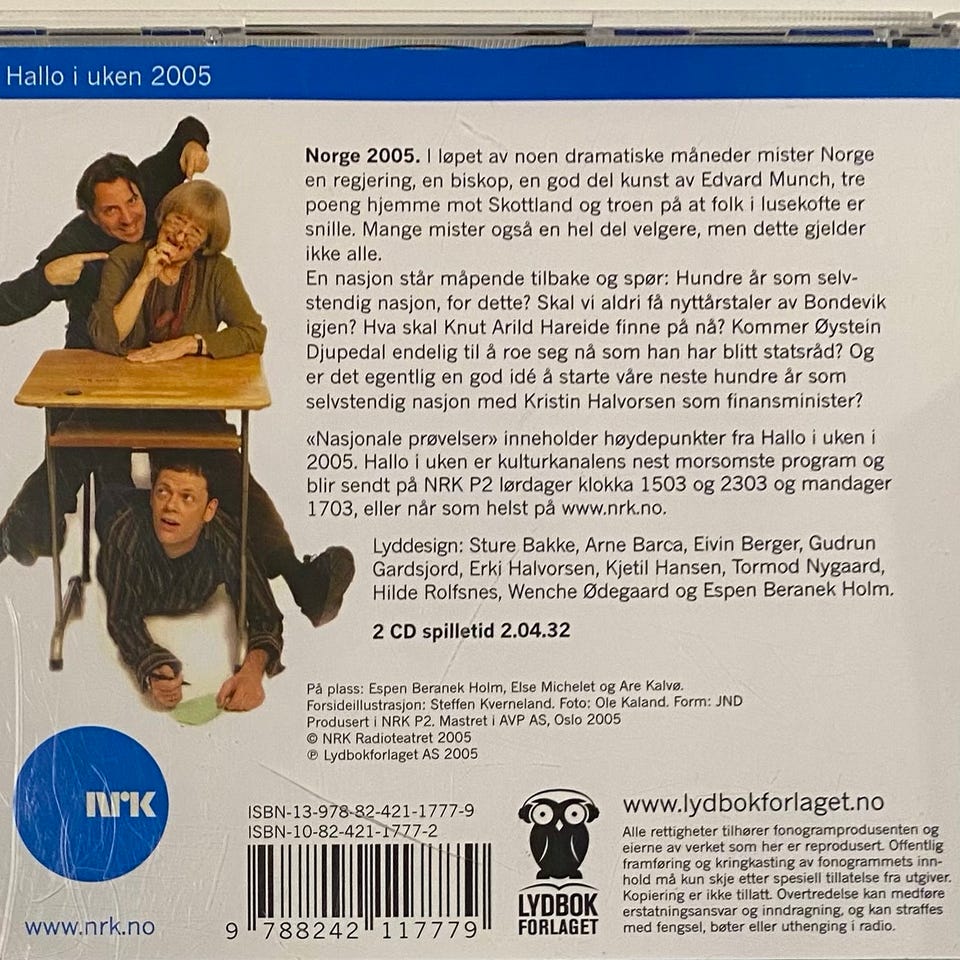 Hallo i uken 2005
Norge 2005. I løpet av noen dramatiske måneder mister Norge
en regjering, en biskop, en god del kunst av Edvard Munch, tre
poeng hjemme mot Skottland og troen på at folk i lusekofte er
snille. Mange mister også en hel del velgere, men dette gjelder
ikke alle.
En nasjon står måpende tilbake og spør: Hundre år som selv-
stendig nasjon, for dette? Skal vi aldri få nyttårstaler av Bondevik
igjen? Hva skal Knut Arild Hareide finne på nå? Kommer Øystein
Djupedal endelig til å roe seg nå som han har blitt statsråd? Og
er det egentlig en god idé å starte våre neste hundre år som
selvstendig nasjon med Kristin Halvorsen som finansminister?
«Nasjonale prøvelser» inneholder høydepunkter fra Hallo i uken i
2005. Hallo i uken er kulturkanalens nest morsomste program og
blir sendt på NRK P2 lørdager klokka 1503 og 2303 og mandager
1703, eller når som helst på www.nrk.no.
Lyddesign: Sture Bakke, Arne Barca, Eivin Berger, Gudrun
Gardsjord, Erki Halvorsen, Kjetil Hansen, Tormod Nygaard,
Hilde Rolfsnes, Wenche Ødegaard og Espen Beranek Holm.
2 CD spilletid 2.04.32
På plass: Espen Beranek Holm, Else Michelet og Are Kalvø.
Forsideillustrasjon: Steffen Kverneland. Foto: Ole Kaland. Form: JND
Produsert i NRK P2. Mastret i AVP AS, Oslo 2005
© NRK Radioteatret 2005
℗ Lydbokforlaget AS 2005
nrk
www.nrk.no
ISBN-13-978-82-421-1777-9
ISBN-10-82-421-1777-2
9 788242 117779
LYDBOK
FORLAGET
www.lydbokforlaget.no
Alle rettigheter tilhører fonogramprodusenten og
eierne av verket som her er reprodusert. Offentlig
framføring og kringkasting av fonogrammets inn-
hold må kun skje etter spesiell tillatelse fra utgiver.
Kopiering er ikke tillatt. Overtredelse kan medføre
erstatningsansvar og inndragning, og kan straffes
med fengsel, bøter eller uthenging i radio.